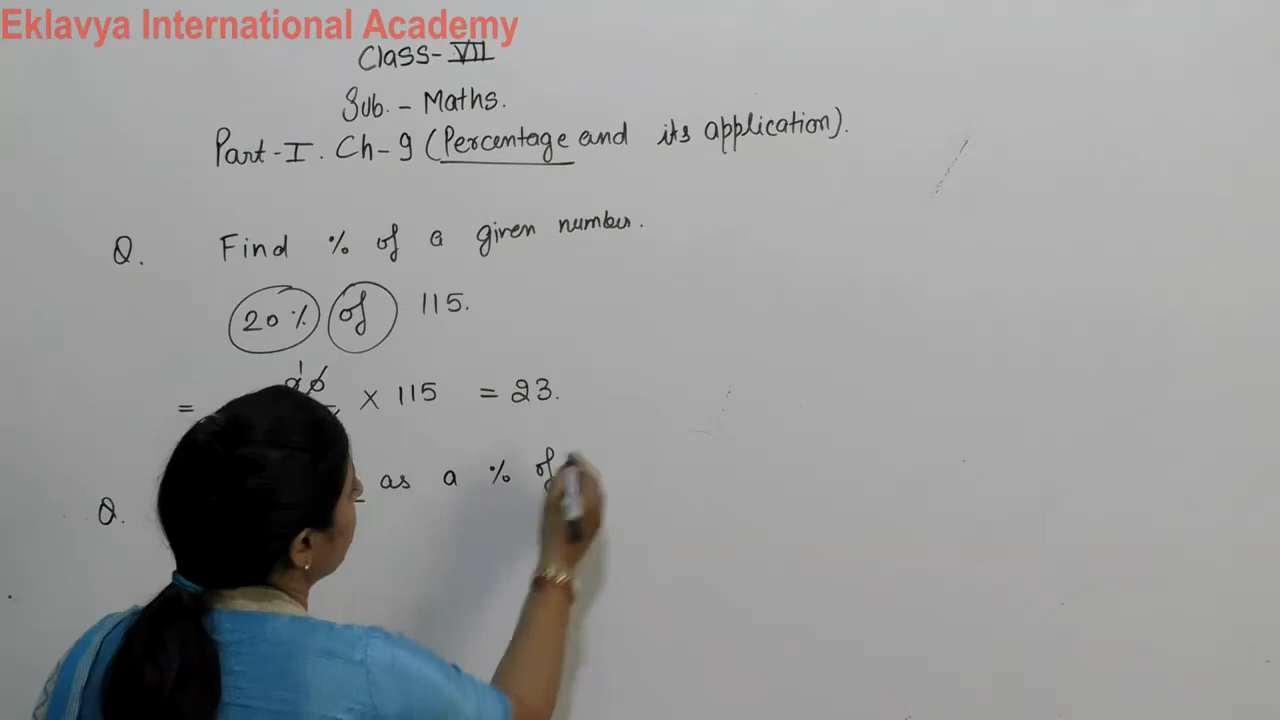 Eklavya International Academy
Class-VII
Sub. - Maths.
Part-I. Ch-9 (Percentage and its application).
Q. Find % of a given number.
20% of 115.
= 20 × 115 = 23.
Q. as a % of